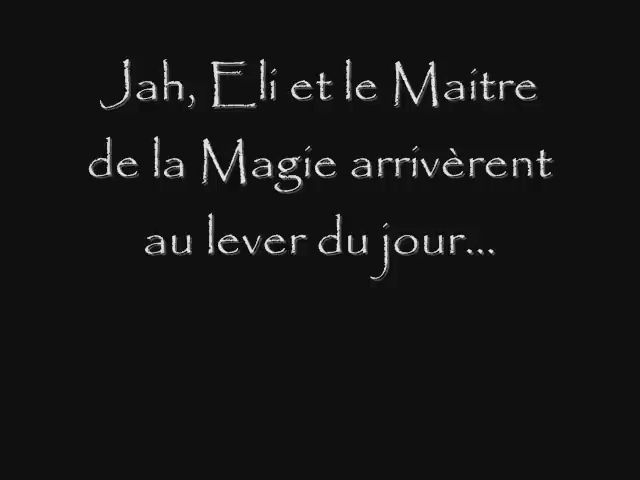 Jah, Eli et le Maitre
de la Magie arrivèrent
au lever du jour...